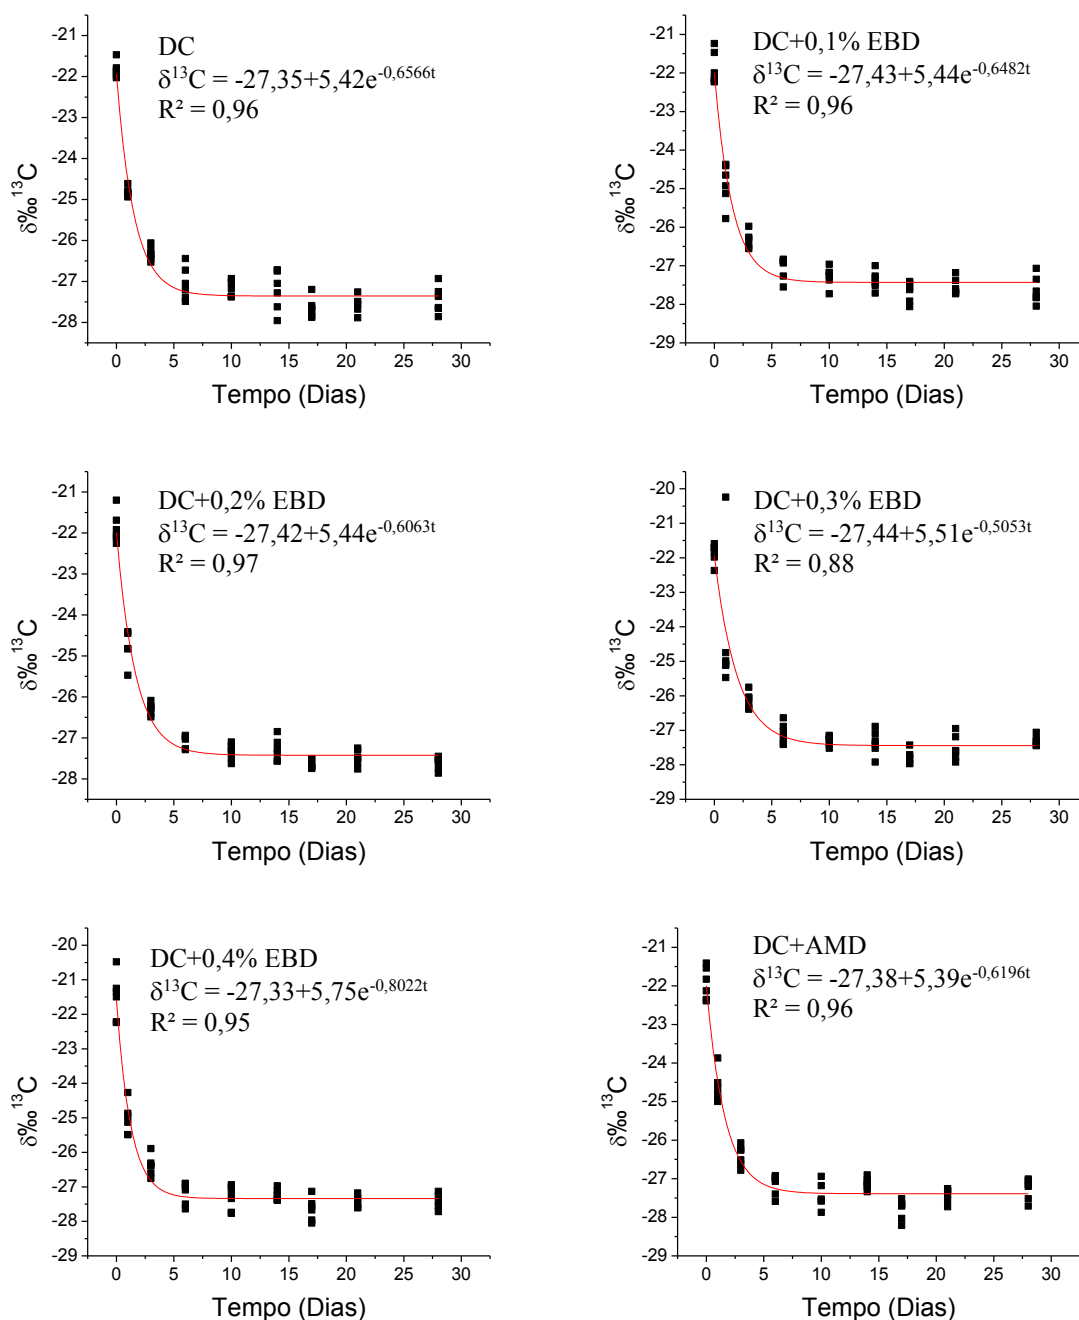 DC
δ¹³C = -27,35+5,42e^-0,6566t
R² = 0,96
-21
-22
-23
-24
-25
-26
-27
-28
δ‰¹³C
0 5 10 15 20 25 30
Tempo (Dias)
DC+0,1% EBD
δ¹³C = -27,43+5,44e^-0,6482t
R² = 0,96
-21
-22
-23
-24
-25
-26
-27
-28
-29
δ‰¹³C
0 5 10 15 20 25 30
Tempo (Dias)
DC+0,2% EBD
δ¹³C = -27,42+5,44e^-0,6063t
R² = 0,97
-21
-22
-23
-24
-25
-26
-27
-28
δ‰¹³C
0 5 10 15 20 25 30
Tempo (Dias)
DC+0,3% EBD
δ¹³C = -27,44+5,51e^-0,5053t
R² = 0,88
-20
-21
-22
-23
-24
-25
-26
-27
-28
-29
δ‰¹³C
0 5 10 15 20 25 30
Tempo (Dias)
DC+0,4% EBD
δ¹³C = -27,33+5,75e^-0,8022t
R² = 0,95
-20
-21
-22
-23
-24
-25
-26
-27
-28
-29
δ‰¹³C
0 5 10 15 20 25 30
Tempo (Dias)
DC+AMD
δ¹³C = -27,38+5,39e^-0,6196t
R² = 0,96
-21
-22
-23
-24
-25
-26
-27
-28
-29
δ‰¹³C
0 5 10 15 20 25 30
Tempo (Dias)